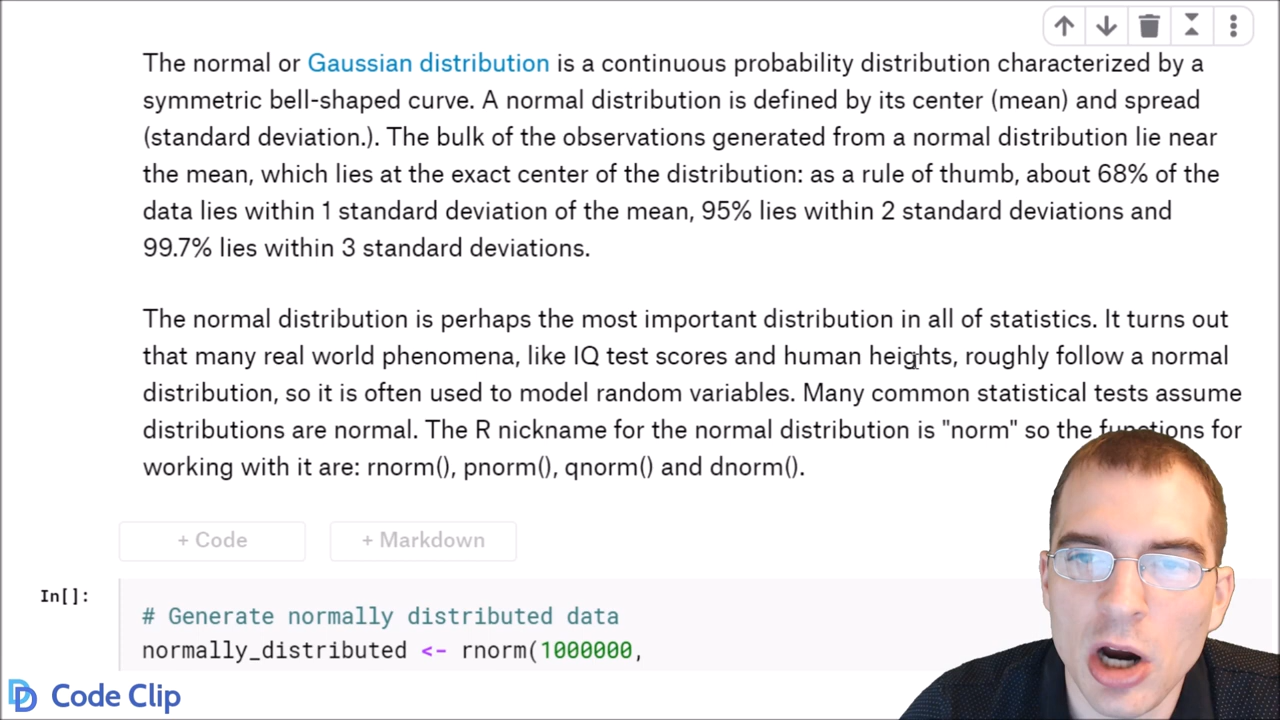 The normal or Gaussian distribution is a continuous probability distribution characterized by a
symmetric bell-shaped curve. A normal distribution is defined by its center (mean) and spread
(standard deviation.). The bulk of the observations generated from a normal distribution lie near
the mean, which lies at the exact center of the distribution: as a rule of thumb, about 68% of the
data lies within 1 standard deviation of the mean, 95% lies within 2 standard deviations and
99.7% lies within 3 standard deviations.
The normal distribution is perhaps the most important distribution in all of statistics. It turns out
that many real world phenomena, like IQ test scores and human heights, roughly follow a normal
distribution, so it is often used to model random variables. Many common statistical tests assume
distributions are normal. The R nickname for the normal distribution is "norm" so the functions for
working with it are: rnorm(), pnorm(), qnorm() and dnorm().
+ Code + Markdown
In[]:
# Generate normally distributed data
normally_distributed <- rnorm(1000000,
Code Clip